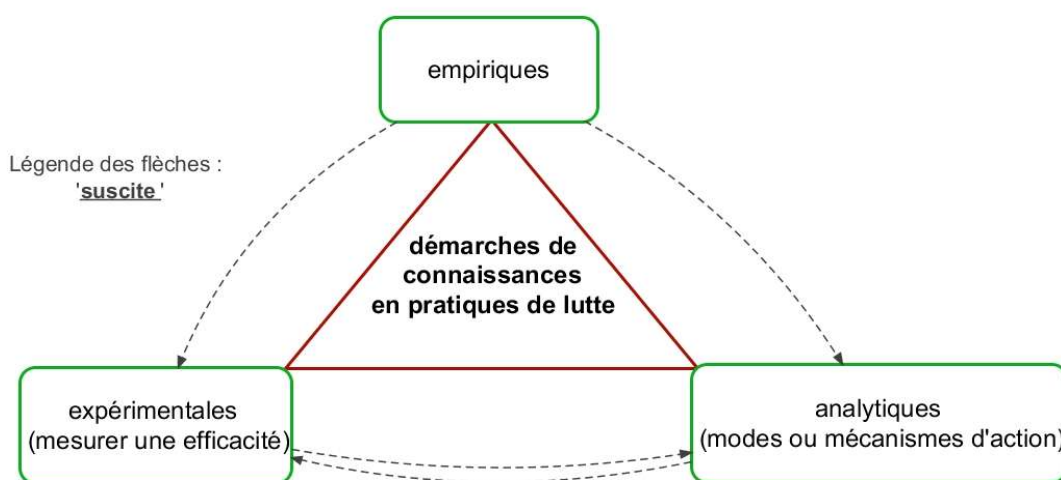 empiriques
Légende des flèches :
'suscite '
démarches de
connaissances
en pratiques de lutte
expérimentales
(mesurer une efficacité)
analytiques
(modes ou mécanismes d'action)